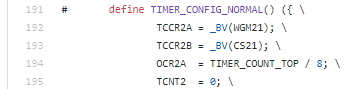 191 # define TIMER_CONFIG_NORMAL() ({ \
192 TCCR2A = _BV(WGM21); \
193 TCCR2B = _BV(CS21); \
194 OCR2A = TIMER_COUNT_TOP / 8; \
195 TCNT2 = 0; \